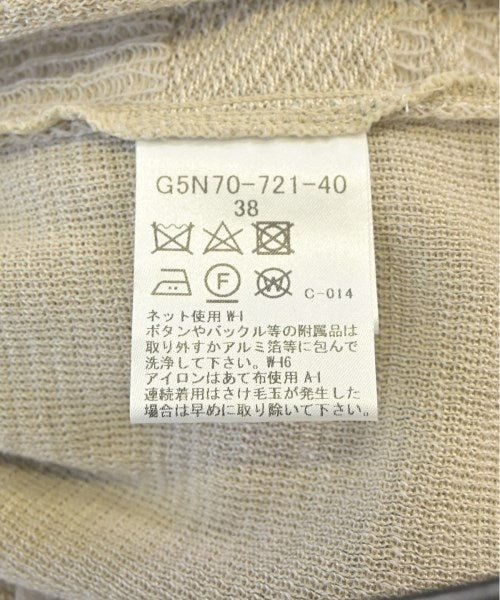 G5N70-721-40
38
F W C-014
ネット使用 W-1
ボタンやバックル等の附属品は
取り外すかアルミ箔等に包んで
洗浄して下さい。W-16
アイロンはあて布使用 A-1
連続着用はさけ毛玉が発生した
場合は早めに取り除いて下さい。